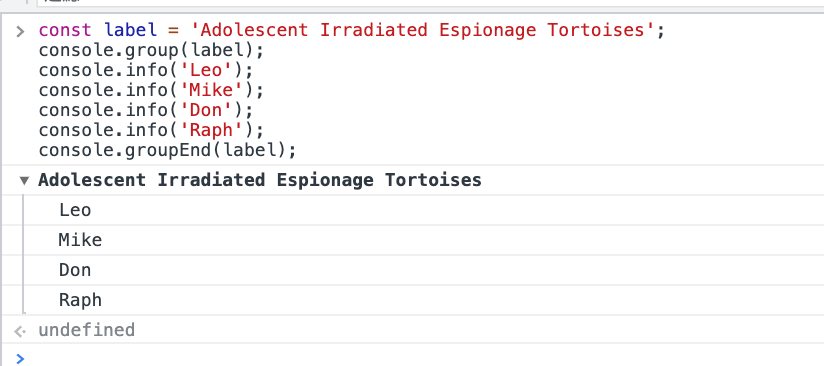 const label = 'Adolescent Irradiated Espionage Tortoises';
console.group(label);
console.info('Leo');
console.info('Mike');
console.info('Don');
console.info('Raph');
console.groupEnd(label);
Adolescent Irradiated Espionage Tortoises
Leo
Mike
Don
Raph
undefined